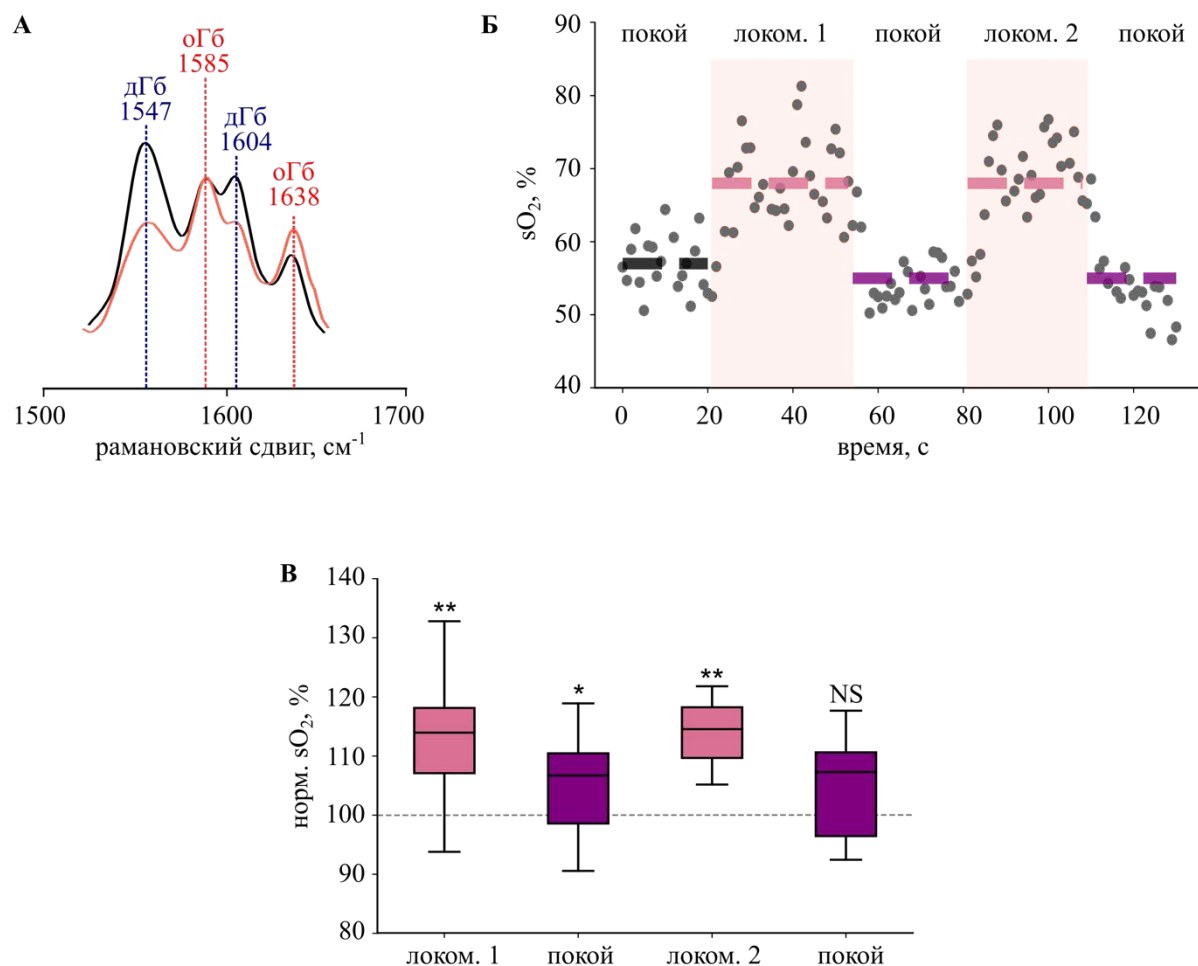 А
оГб
1585
дГб
1547
дГб
1604
оГб
1638
1500
1600
1700
рамановский сдвиг, см⁻¹
Б
покой
локом. 1
покой
локом. 2
покой
90
80
70
60
50
40
sO₂, %
0
20
40
60
80
100
120
время, с
В
140
130
120
110
100
90
80
норм. sO₂, %
**
*
**
NS
локом. 1
покой
локом. 2
покой